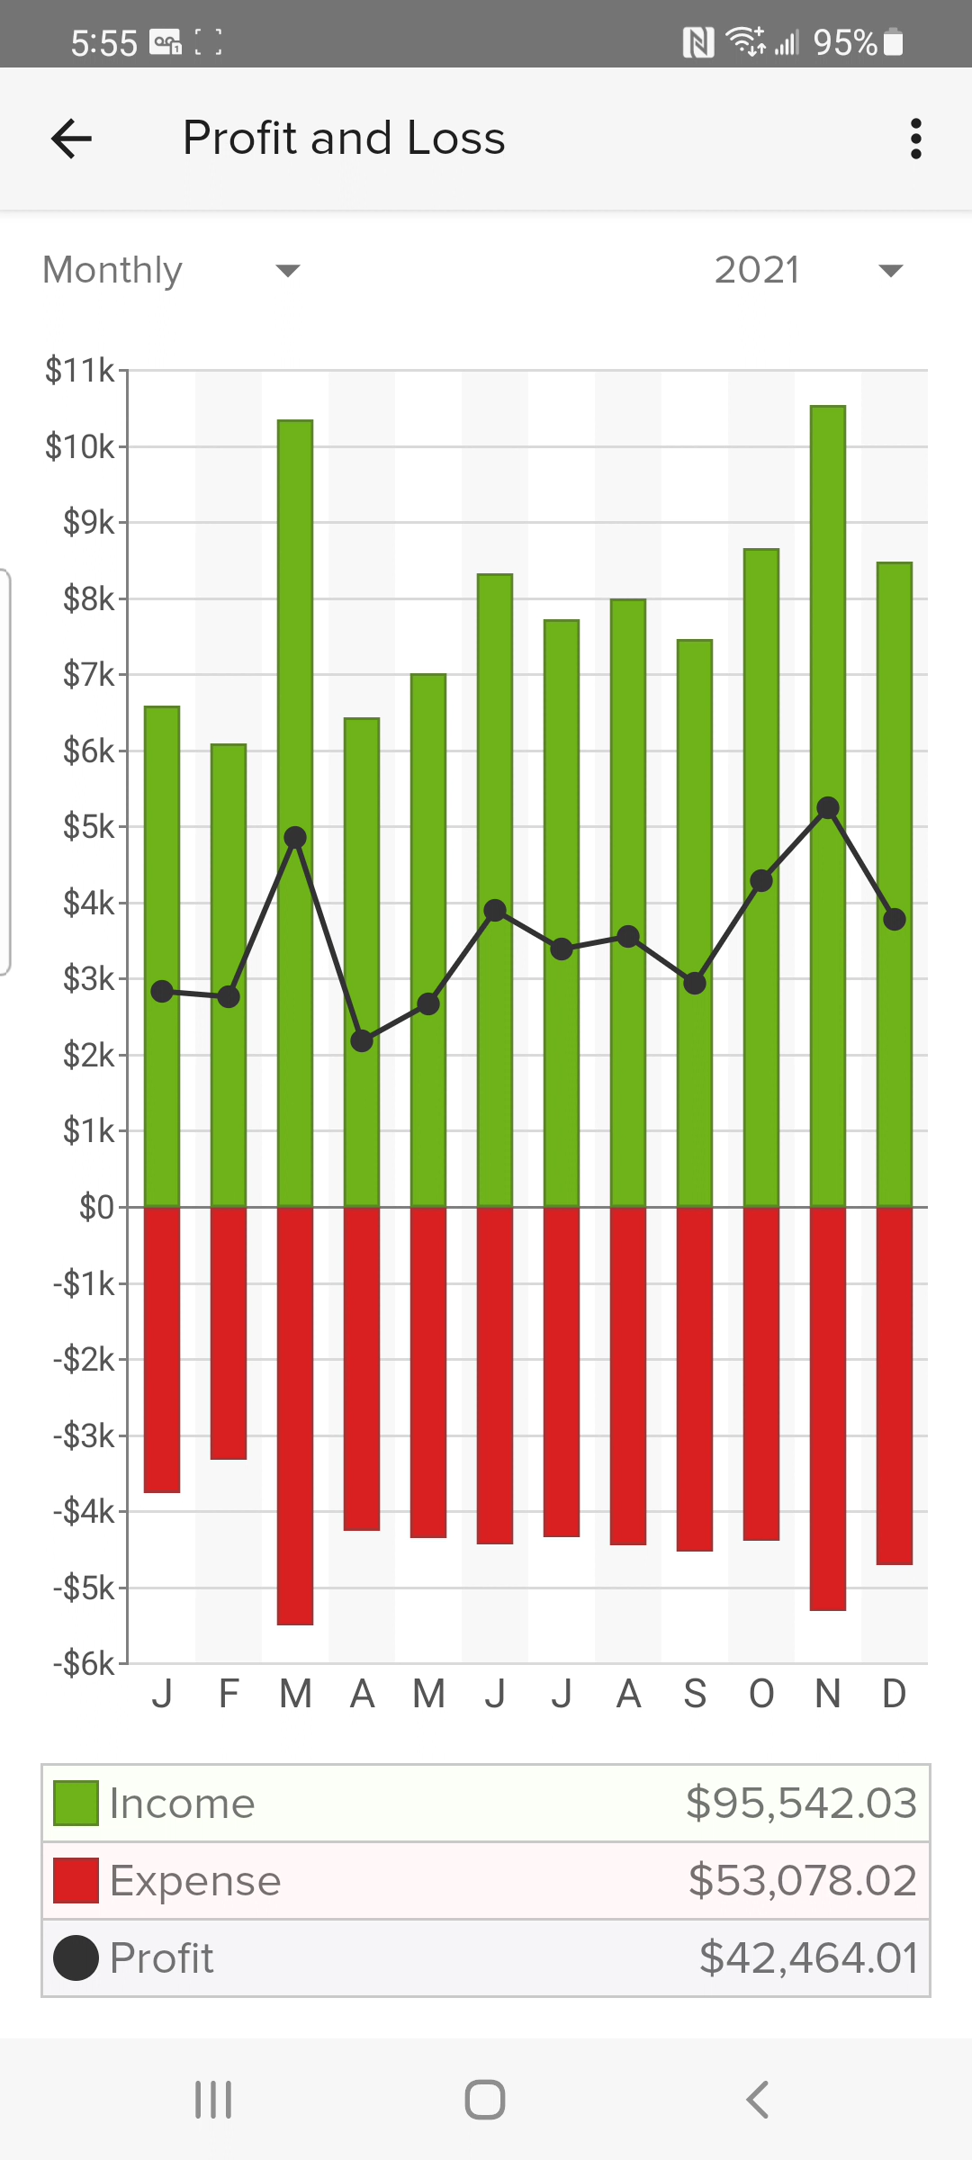 5:55 95%
Profit and Loss
Monthly 2021
$11k
$10k
$9k
$8k
$7k
$6k
$5k
$4k
$3k
$2k
$1k
$0
-$1k
-$2k
-$3k
-$4k
-$5k
-$6k
J F M A M J J A S O N D
Income $95,542.03
Expense $53,078.02
Profit $42,464.01